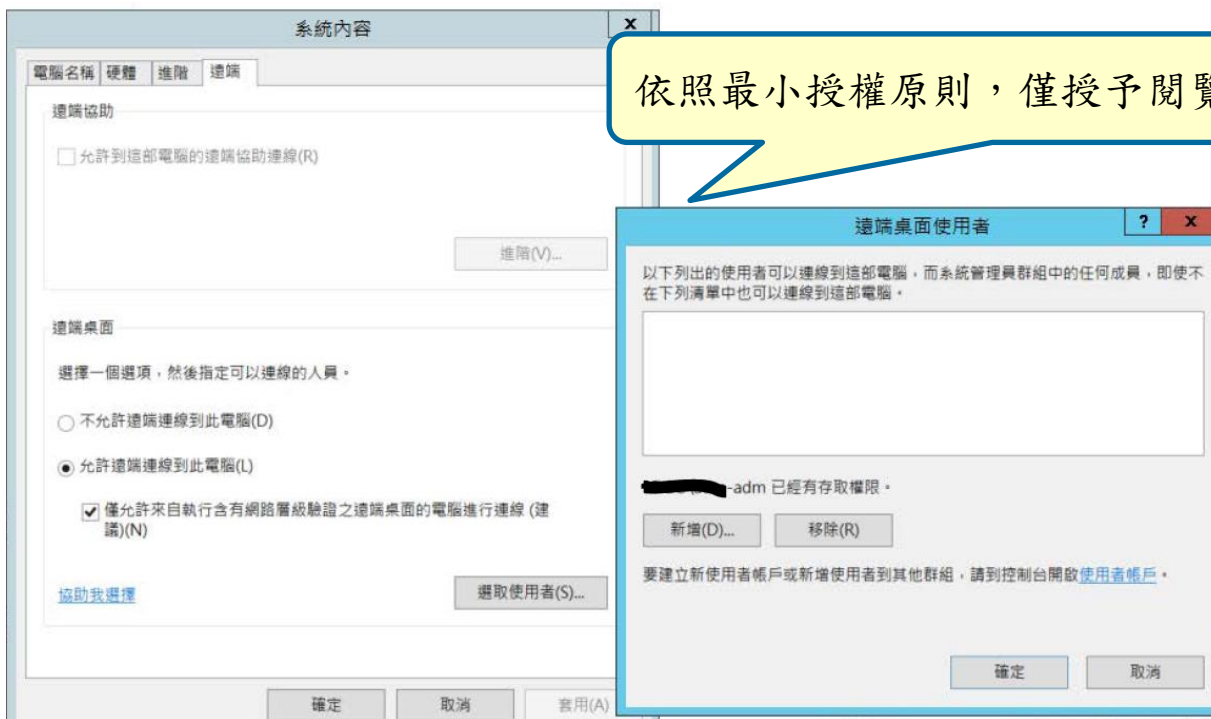 系統內容
x
電腦名稱 硬體 進階 遠端
遠端協助
允許到這部電腦的遠端協助連線(R)
進階(V)...
遠端桌面
選擇一個選項，然後指定可以連線的人員。
不允許遠端連線到此電腦(D)
允許遠端連線到此電腦(L)
僅允許來自執行含有網路層級驗證之遠端桌面的電腦進行連線 (建
議)(N)
協助我選擇
選取使用者(S)...
確定
取消
套用(A)
依照最小授權原則，僅授予閱覽
遠端桌面使用者
?
x
以下列出的使用者可以連線到這部電腦，而系統管理員群組中的任何成員，即使不
在下列清單中也可以連線到這部電腦。
-adm 已經有存取權限。
新增(D)...
移除(R)
要建立新使用者帳戶或新增使用者到其他群組，請到控制台開啟使用者帳戶。
確定
取消